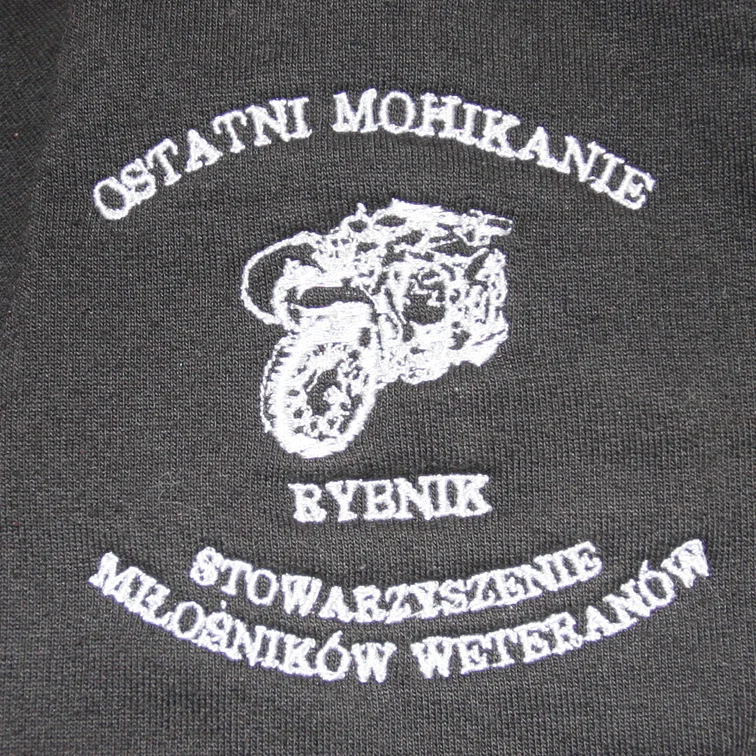 OSTATNI MOHIKANIE
RYBNIK
STOWARZYSZENIE
MIŁOŚNIKÓW WETERANÓW